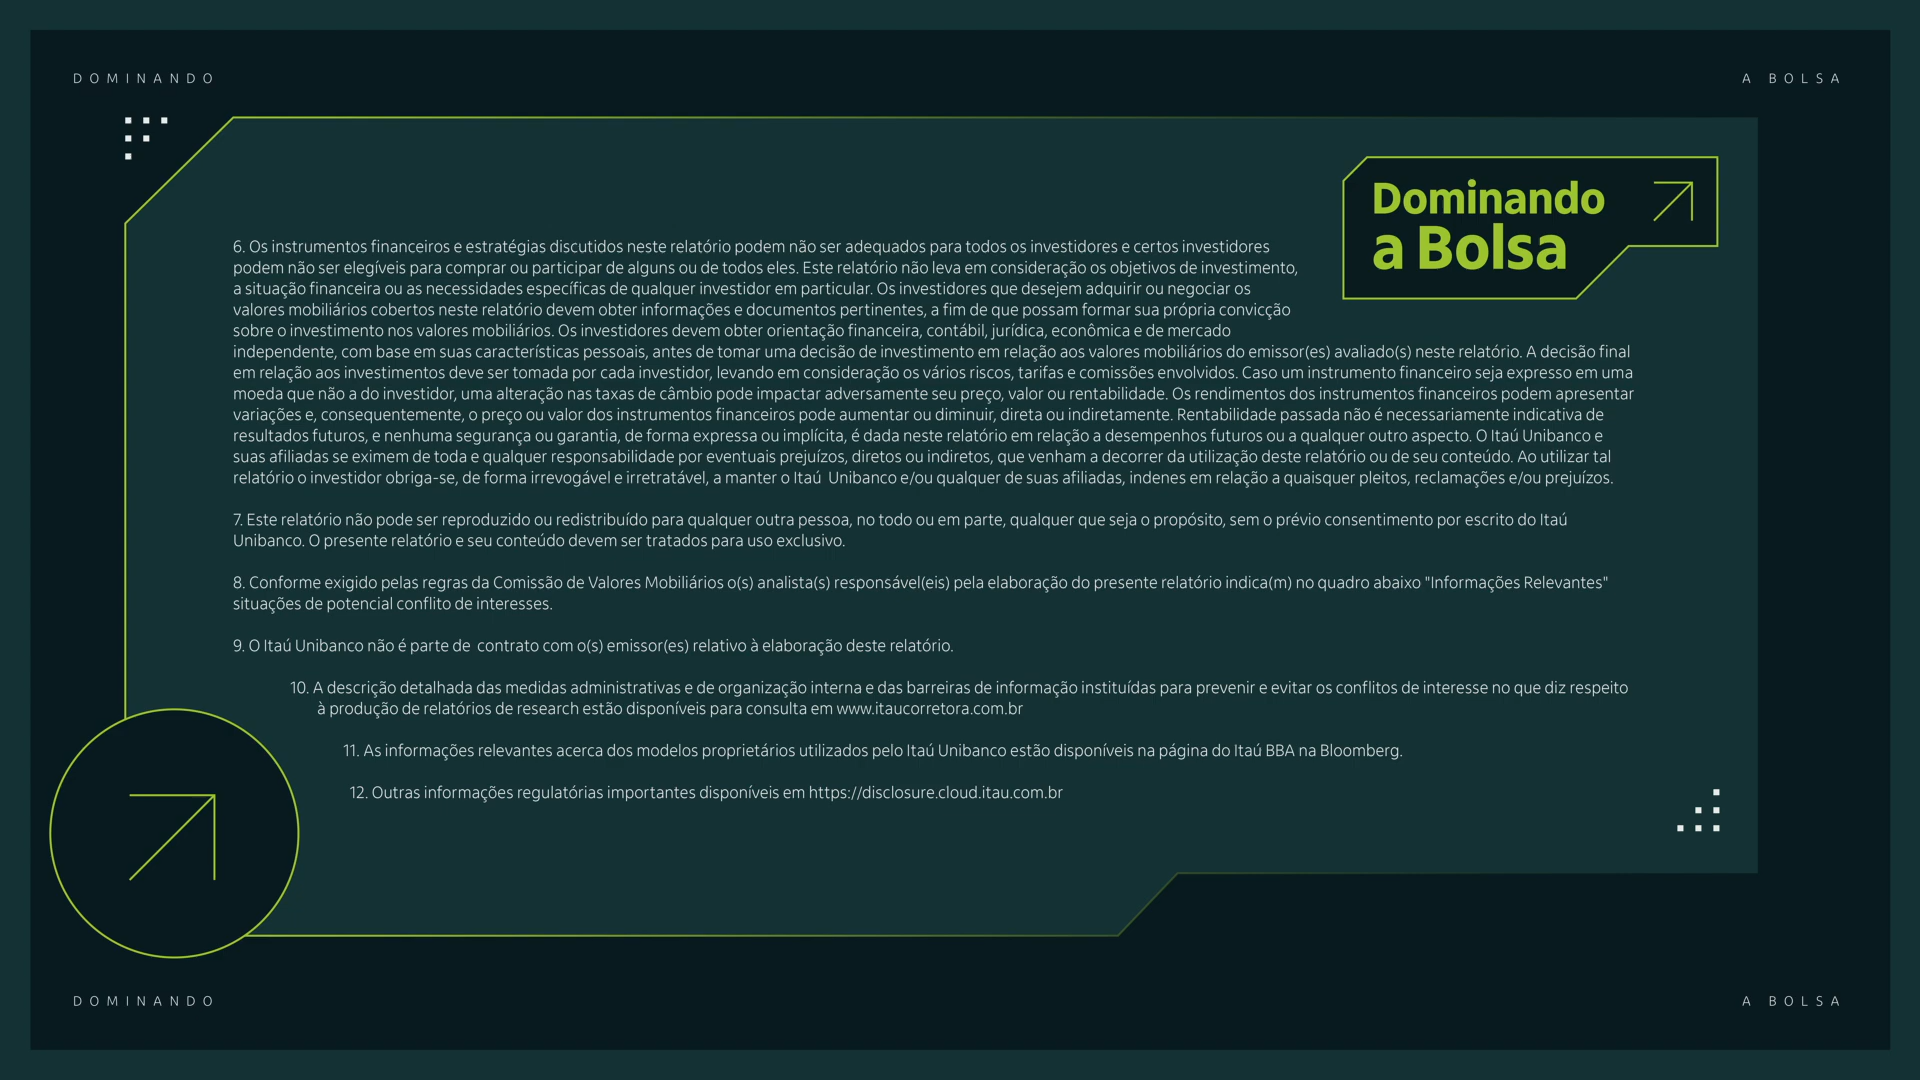 DOMINANDO
A BOLSA
Dominando
a Bolsa
6. Os instrumentos financeiros e estratégias discutidos neste relatório podem não ser adequados para todos os investidores e certos investidores
podem não ser elegíveis para comprar ou participar de alguns ou de todos eles. Este relatório não leva em consideração os objetivos de investimento,
a situação financeira ou as necessidades específicas de qualquer investidor em particular. Os investidores que desejem adquirir ou negociar os
valores mobiliários cobertos neste relatório devem obter informações e documentos pertinentes, a fim de que possam formar sua própria convicção
sobre o investimento nos valores mobiliários. Os investidores devem obter orientação financeira, contábil, jurídica, econômica e de mercado
independente, com base em suas características pessoais, antes de tomar uma decisão de investimento em relação aos valores mobiliários do emissor(es) avaliado(s) neste relatório. A decisão final
em relação aos investimentos deve ser tomada por cada investidor, levando em consideração os vários riscos, tarifas e comissões envolvidos. Caso um instrumento financeiro seja expresso em uma
moeda que não a do investidor, uma alteração nas taxas de câmbio pode impactar adversamente seu preço, valor ou rentabilidade. Os rendimentos dos instrumentos financeiros podem apresentar
variações e, consequentemente, o preço ou valor dos instrumentos financeiros pode aumentar ou diminuir, direta ou indiretamente. Rentabilidade passada não é necessariamente indicativa de
resultados futuros, e nenhuma segurança ou garantia, de forma expressa ou implícita, é dada neste relatório em relação a desempenhos futuros ou a qualquer outro aspecto. O Itaú Unibanco e
suas afiliadas se eximem de toda e qualquer responsabilidade por eventuais prejuízos, diretos ou indiretos, que venham a decorrer da utilização deste relatório ou de seu conteúdo. Ao utilizar tal
relatório o investidor obriga-se, de forma irrevogável e irretratável, a manter o Itaú  Unibanco e/ou qualquer de suas afiliadas, indenes em relação a quaisquer pleitos, reclamações e/ou prejuízos.
7. Este relatório não pode ser reproduzido ou redistribuído para qualquer outra pessoa, no todo ou em parte, qualquer que seja o propósito, sem o prévio consentimento por escrito do Itaú
Unibanco. O presente relatório e seu conteúdo devem ser tratados para uso exclusivo.
8. Conforme exigido pelas regras da Comissão de Valores Mobiliários o(s) analista(s) responsável(eis) pela elaboração do presente relatório indica(m) no quadro abaixo "Informações Relevantes"
situações de potencial conflito de interesses.
9. O Itaú Unibanco não é parte de  contrato com o(s) emissor(es) relativo à elaboração deste relatório.
10. A descrição detalhada das medidas administrativas e de organização interna e das barreiras de informação instituídas para prevenir e evitar os conflitos de interesse no que diz respeito
à produção de relatórios de research estão disponíveis para consulta em www.itaucorretora.com.br
11. As informações relevantes acerca dos modelos proprietários utilizados pelo Itaú Unibanco estão disponíveis na página do Itaú BBA na Bloomberg.
12. Outras informações regulatórias importantes disponíveis em https://disclosure.cloud.itau.com.br
DOMINANDO
A BOLSA